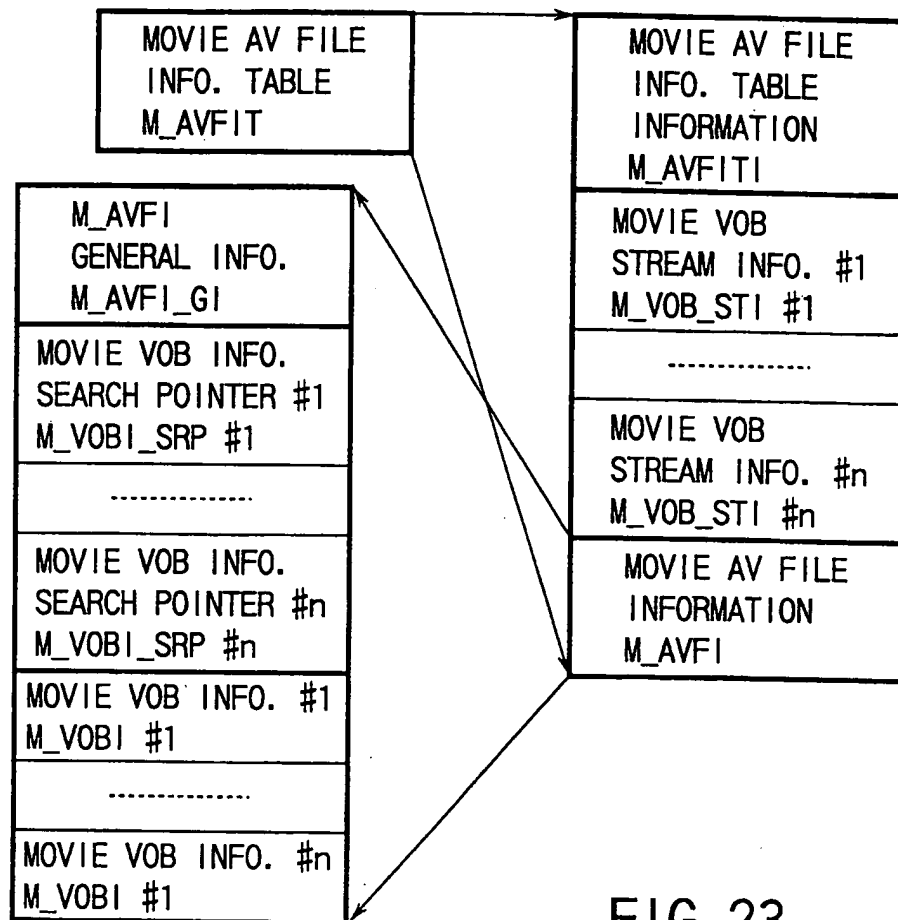 MOVIE AV FILE
INFO. TABLE
M_AVFIT
MOVIE AV FILE
INFO. TABLE
INFORMATION
M_AVFITI
MOVIE VOB
STREAM INFO. #1
M_VOB_STI #1
MOVIE VOB
STREAM INFO. #n
M_VOB_STI #n
MOVIE AV FILE
INFORMATION
M_AVFI
M_AVFI
GENERAL INFO.
M_AVFI_GI
MOVIE VOB INFO.
SEARCH POINTER #1
M_VOBI_SRP #1
MOVIE VOB INFO.
SEARCH POINTER #n
M_VOBI_SRP #n
MOVIE VOB INFO. #1
M_VOBI #1
MOVIE VOB INFO. #n
M_VOBI #1
FIG. 23